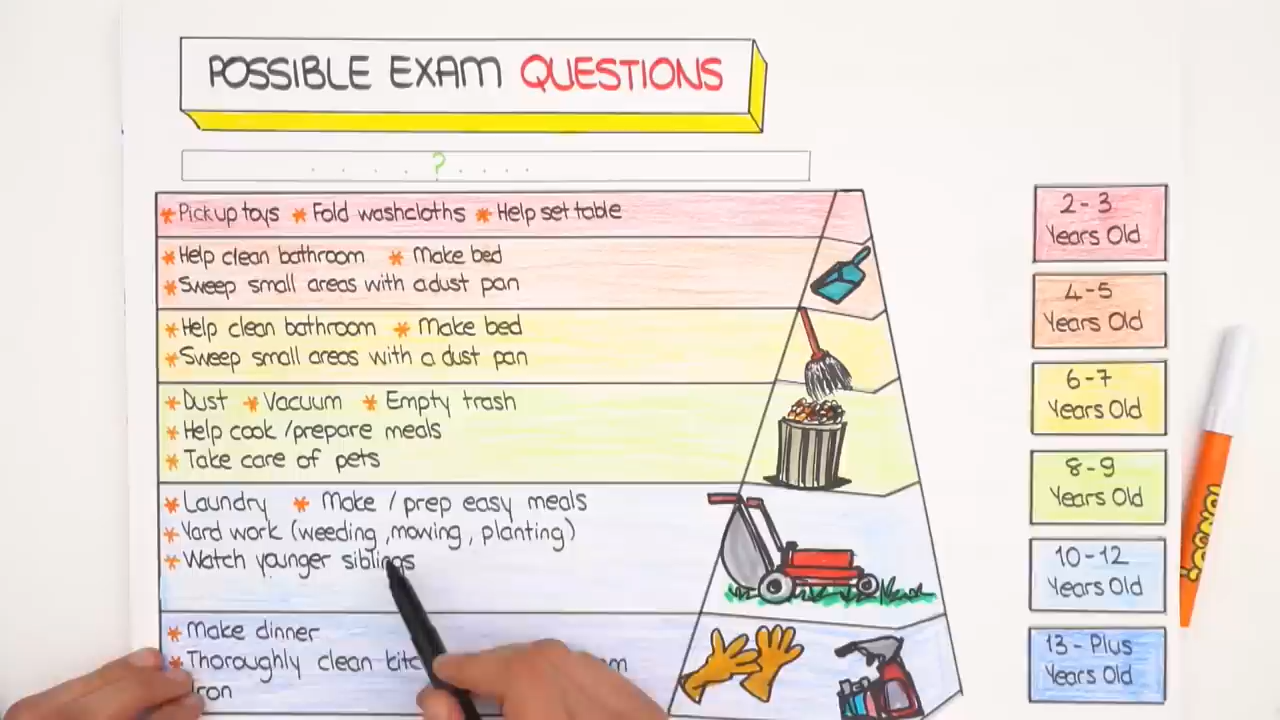 POSSIBLE EXAM QUESTIONS
. . . . ? . . . .
* Pick up toys * Fold washcloths * Help set table
* Help clean bathroom * Make bed
* Sweep small areas with a dust pan
* Help clean bathroom * Make bed
* Sweep small areas with a dust pan
* Dust * Vacuum * Empty trash
* Help cook / prepare meals
* Take care of pets
* Laundry * Make / prep easy meals
* Yard work (weeding, mowing, planting)
* Watch younger siblings
* Make dinner
* Thoroughly clean
Iron
2-3
Years Old
4-5
Years Old
6-7
Years Old
8-9
Years Old
10-12
Years Old
13-Plus
Years Old